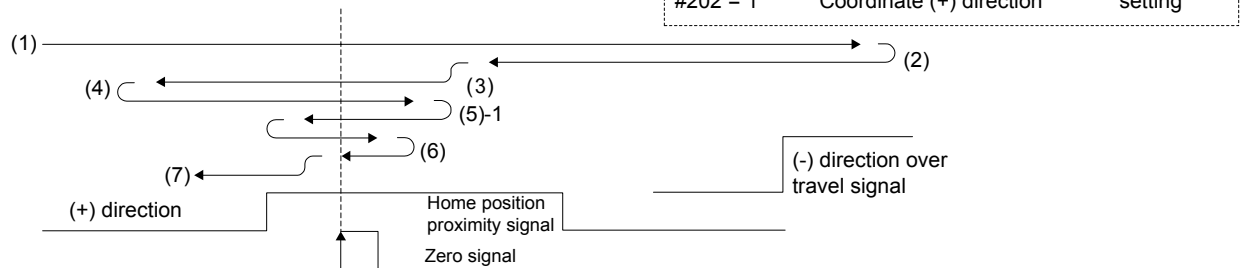 #202 = 1 Coordinate (+) direction setting
(1)
(2)
(3)
(4)
(5)-1
(6)
(7)
(-) direction over
travel signal
(+) direction
Home position
proximity signal
Zero signal